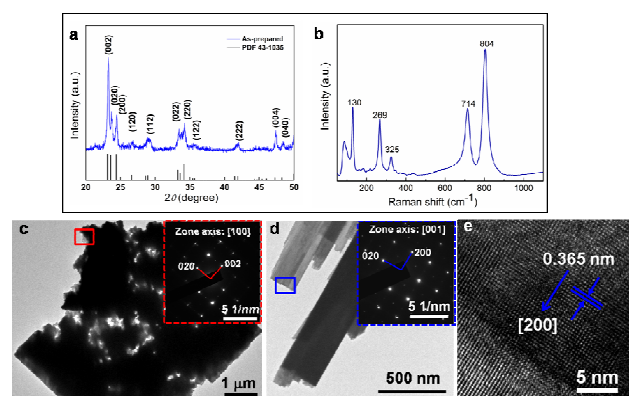 a
As-prepared
PDF 43-1035
(002)
(020)
(200)
(120)
(112)
(022)
(220)
(122)
(222)
(004)
(040)
Intensity (a.u.)
20 25 30 35 40 45 50
2θ (degree)
b
130
269
325
714
804
Intensity (a.u.)
200 400 600 800 1000
Raman shift (cm⁻¹)
c
Zone axis: [100]
020
002
5 1/nm
1 μm
d
Zone axis: [001]
020
200
5 1/nm
500 nm
e
0.365 nm
[200]
5 nm